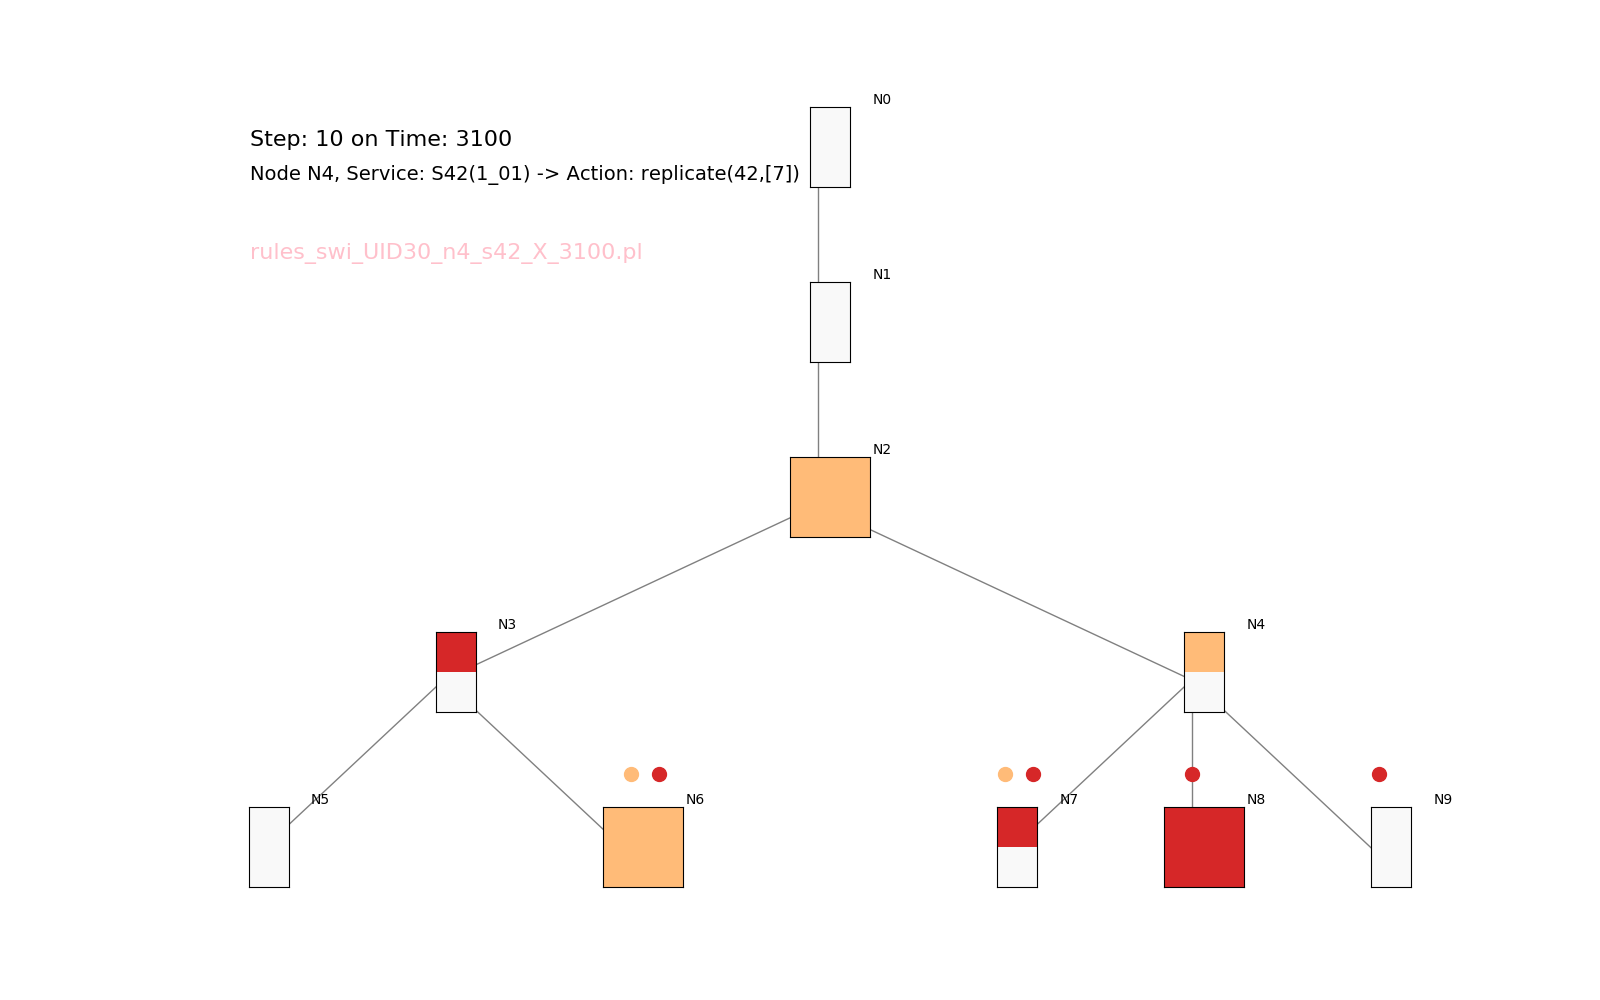 N0
Step: 10 on Time: 3100
Node N4, Service: S42(1_01) -> Action: replicate(42,[7])
rules_swi_UID30_n4_s42_X_3100.pl
N1
N2
N3
N4
N5
N6
N7
N8
N9